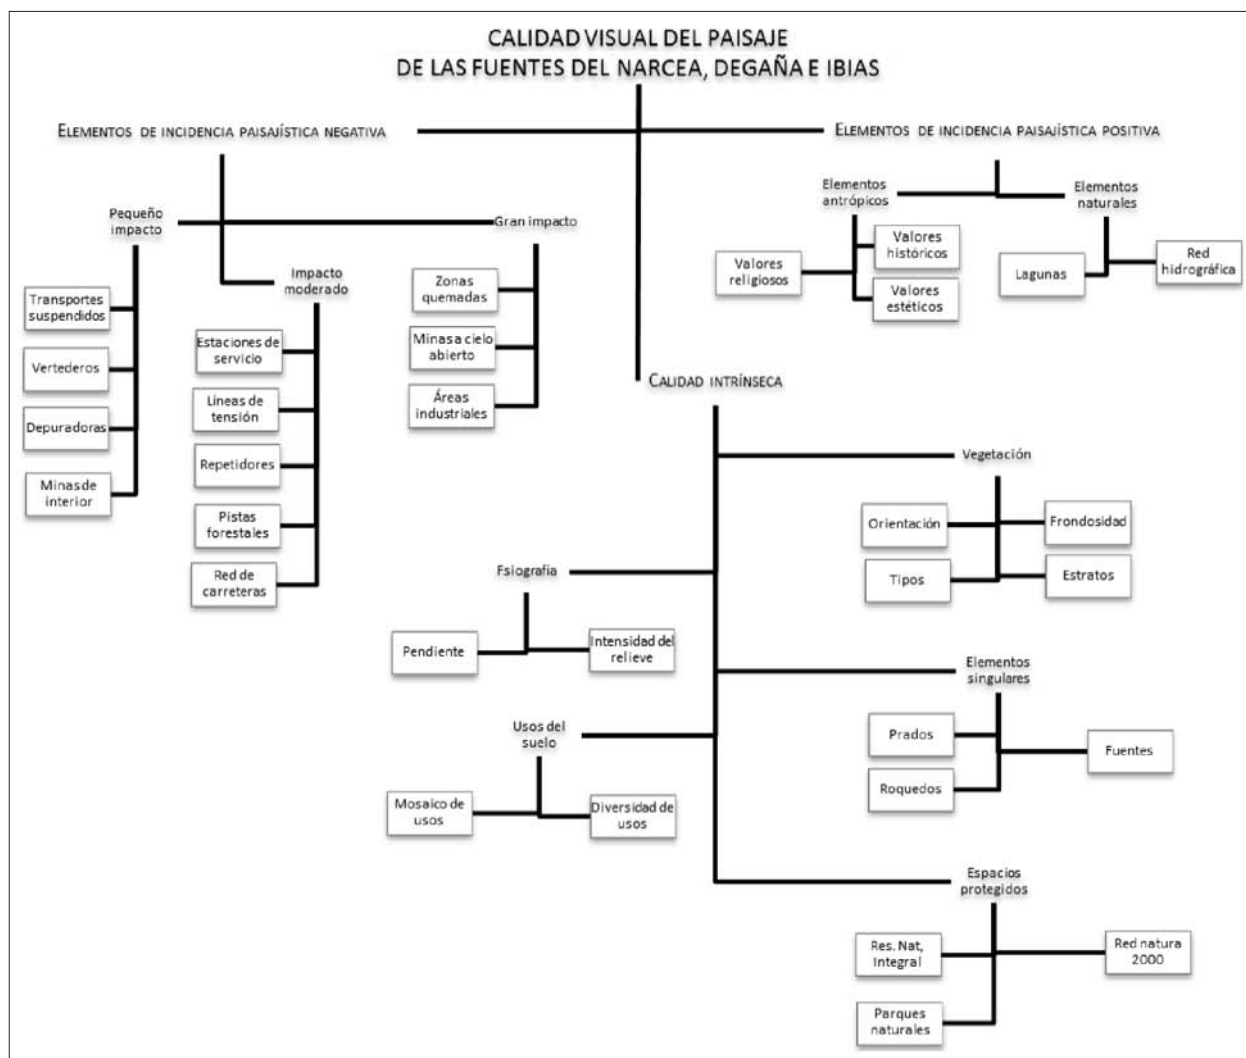 CALIDAD VISUAL DEL PAISAJE
DE LAS FUENTES DEL NARCEA, DEGAÑA E IBIAS
ELEMENTOS DE INCIDENCIA PAISAJÍSTICA NEGATIVA
ELEMENTOS DE INCIDENCIA PAISAJÍSTICA POSITIVA
Pequeño
impacto
Transportes
suspendidos
Vertederos
Depuradoras
Minas de
interior
Impacto
moderado
Estaciones de
servicio
Líneas de
tensión
Repetidores
Pistas
forestales
Red de
carreteras
Gran impacto
Zonas
quemadas
Minas a cielo
abierto
Áreas
industriales
Elementos
antrópicos
Valores
religiosos
Valores
históricos
Valores
estéticos
Elementos
naturales
Lagunas
Red
hidrográfica
CALIDAD INTRÍNSECA
Vegetación
Orientación
Frondosidad
Tipos
Estratos
Fsiografia
Pendiente
Intensidad del
relieve
Elementos
singulares
Prados
Roquedos
Fuentes
Usos del
suelo
Mosaico de
usos
Diversidad de
usos
Espacios
protegidos
Res. Nat,
Integral
Red natura
2000
Parques
naturales